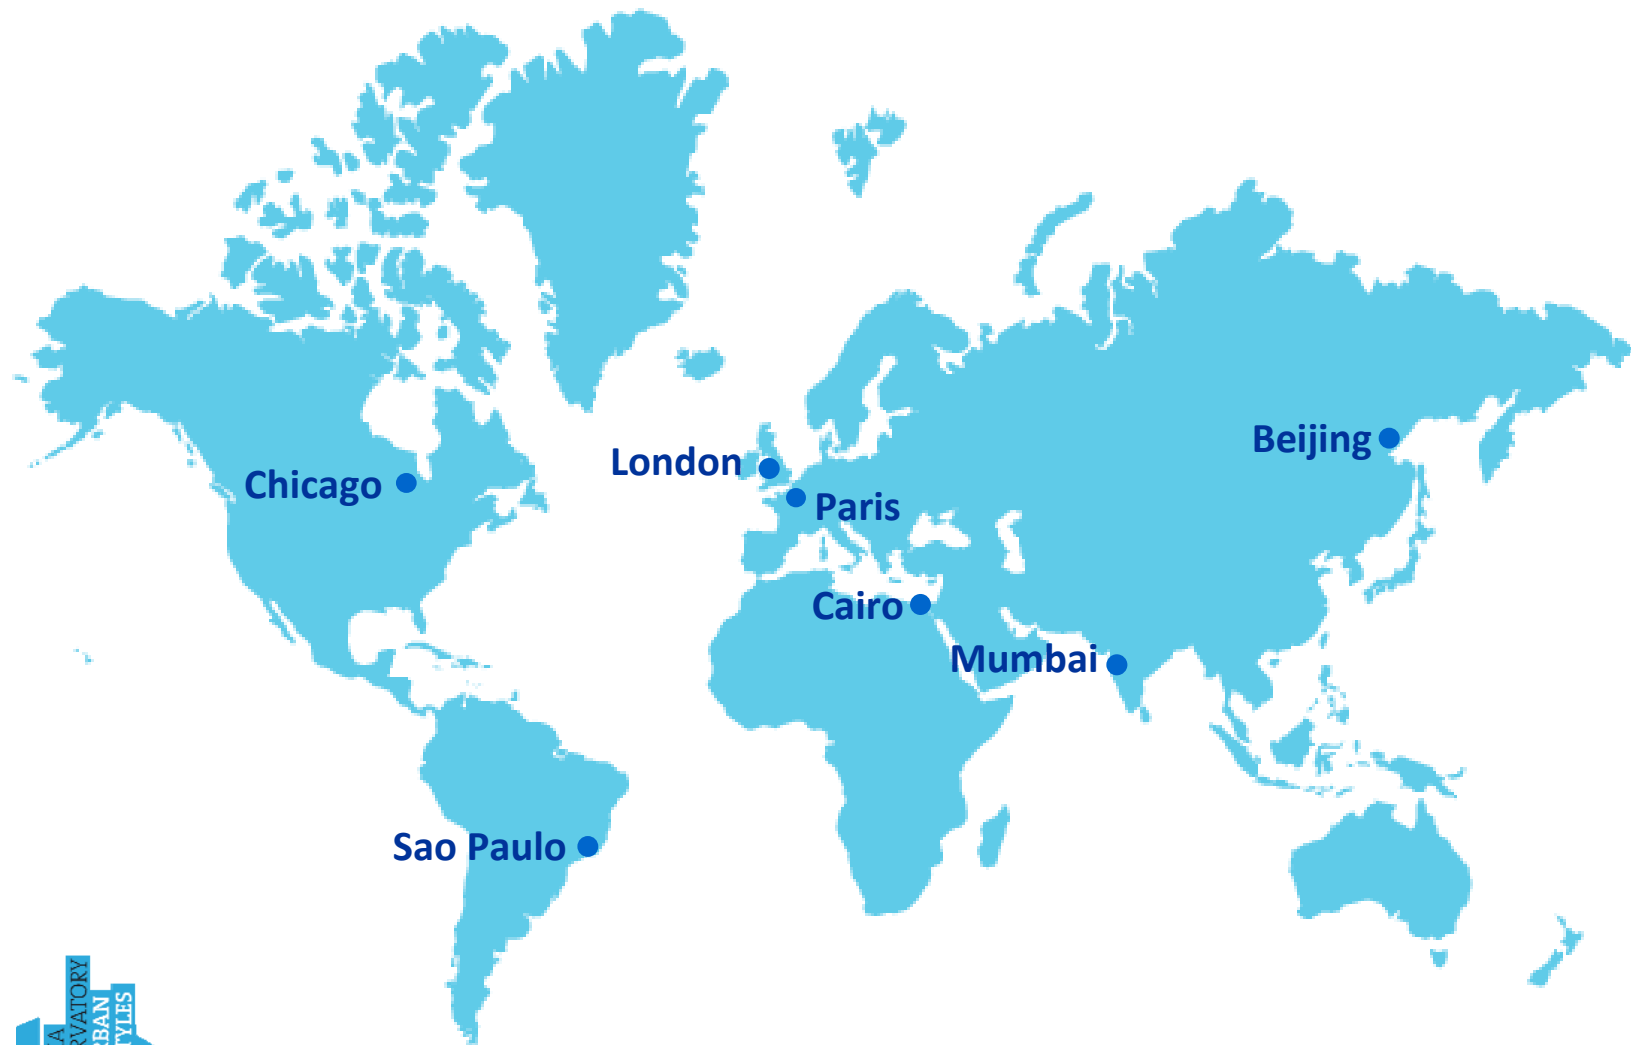 Beijing
London
Chicago
Paris
Cairo
Mumbai
Sao Paulo